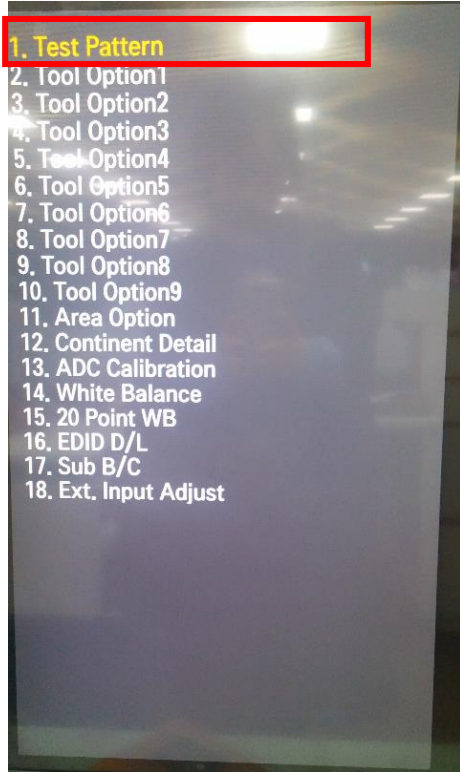 1. Test Pattern
2. Tool Option1
3. Tool Option2
4. Tool Option3
5. Tool Option4
6. Tool Option5
7. Tool Option6
8. Tool Option7
9. Tool Option8
10. Tool Option9
11. Area Option
12. Continent Detail
13. ADC Calibration
14. White Balance
15. 20 Point WB
16. EDID D/L
17. Sub B/C
18. Ext. Input Adjust